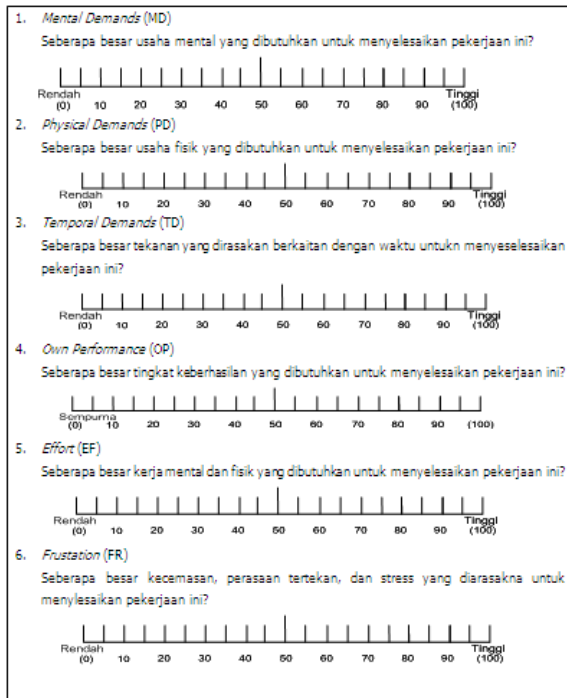 1. Mental Demands (MD)
Seberapa besar usaha mental yang dibutuhkan untuk menyelesaikan pekerjaan ini?
Rendah Tinggi
(0) 10 20 30 40 50 60 70 80 90 (100)
2. Physical Demands (PD)
Seberapa besar usaha fisik yang dibutuhkan untuk menyelesaikan pekerjaan ini?
Rendah Tinggi
(0) 10 20 30 40 50 60 70 80 90 (100)
3. Temporal Demands (TD)
Seberapa besar tekanan yang dirasakan berkaitan dengan waktu untukn menyeselesaikan
pekerjaan ini?
Rendah Tinggi
(0) 10 20 30 40 50 60 70 80 90 (100)
4. Own Performance (OP)
Seberapa besar tingkat keberhasilan yang dibutuhkan untuk menyelesaikan pekerjaan ini?
Sempurna
(0) 10 20 30 40 50 60 70 80 90 (100)
5. Effort (EF)
Seberapa besar kerja mental dan fisik yang dibutuhkan untuk menyelesaikan pekerjaan ini?
Rendah Tinggi
(0) 10 20 30 40 50 60 70 80 90 (100)
6. Frustation (FR)
Seberapa besar kecemasan, perasaan tertekan, dan stress yang diarasakna untuk
menylesaikan pekerjaan ini?
Rendah Tinggi
(0) 10 20 30 40 50 60 70 80 90 (100)